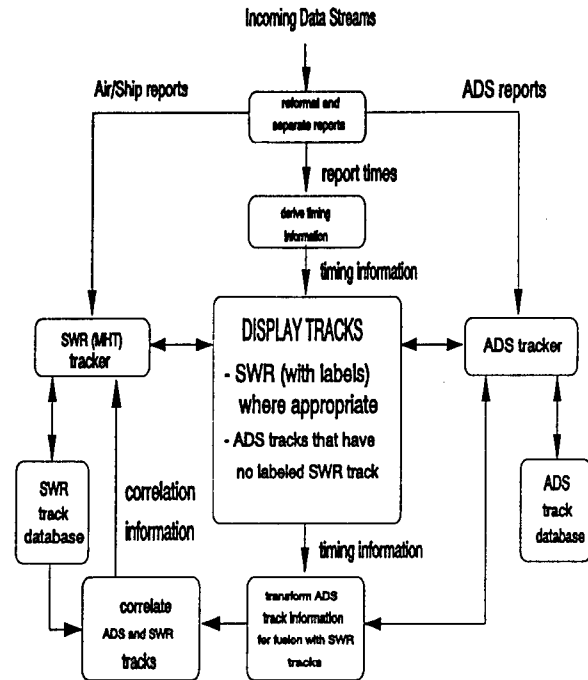 Incoming Data Streams
Air/Ship reports
ADS reports
reformal and
separate reports
report times
derive timing
information
timing information
SWR (MHT)
tracker
DISPLAY TRACKS
- SWR (with labels)
where appropriate
- ADS tracks that have
no labeled SWR track
ADS tracker
SWR
track
database
correlation
information
ADS
track
database
timing information
correlate
ADS and SWR
tracks
transform ADS
track information
for fusion with SWR
tracks